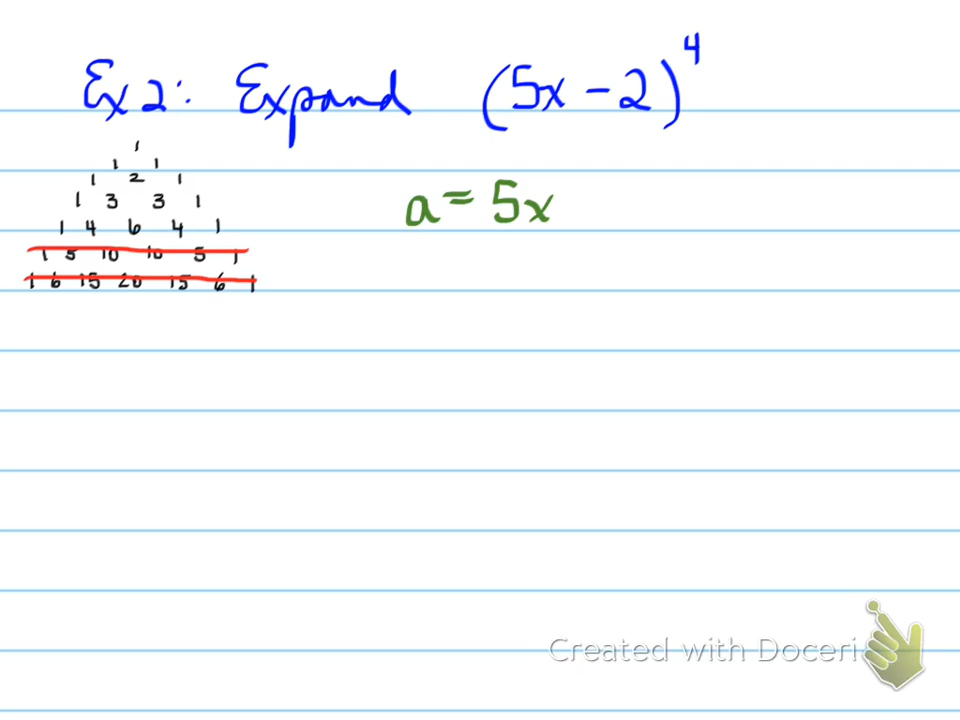 Ex 2: Expand (5x - 2)^4
1
1 1
1 2 1
1 3 3 1
1 4 6 4 1
1 5 10 10 5 1
1 6 15 20 15 6 1
a = 5x
Created with Doceri